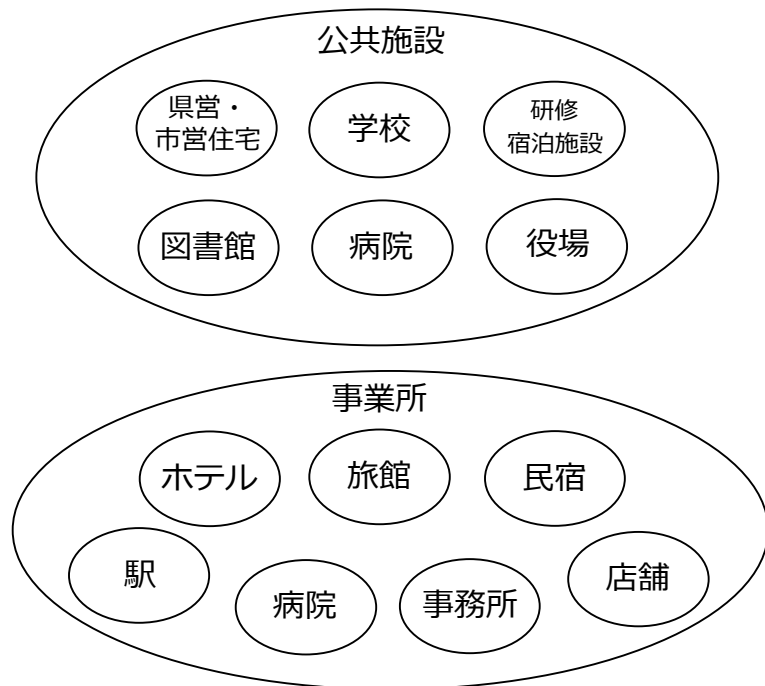 公共施設
県営・
市営住宅
学校
研修
宿泊施設
図書館
病院
役場
事業所
ホテル
旅館
民宿
駅
病院
事務所
店舗